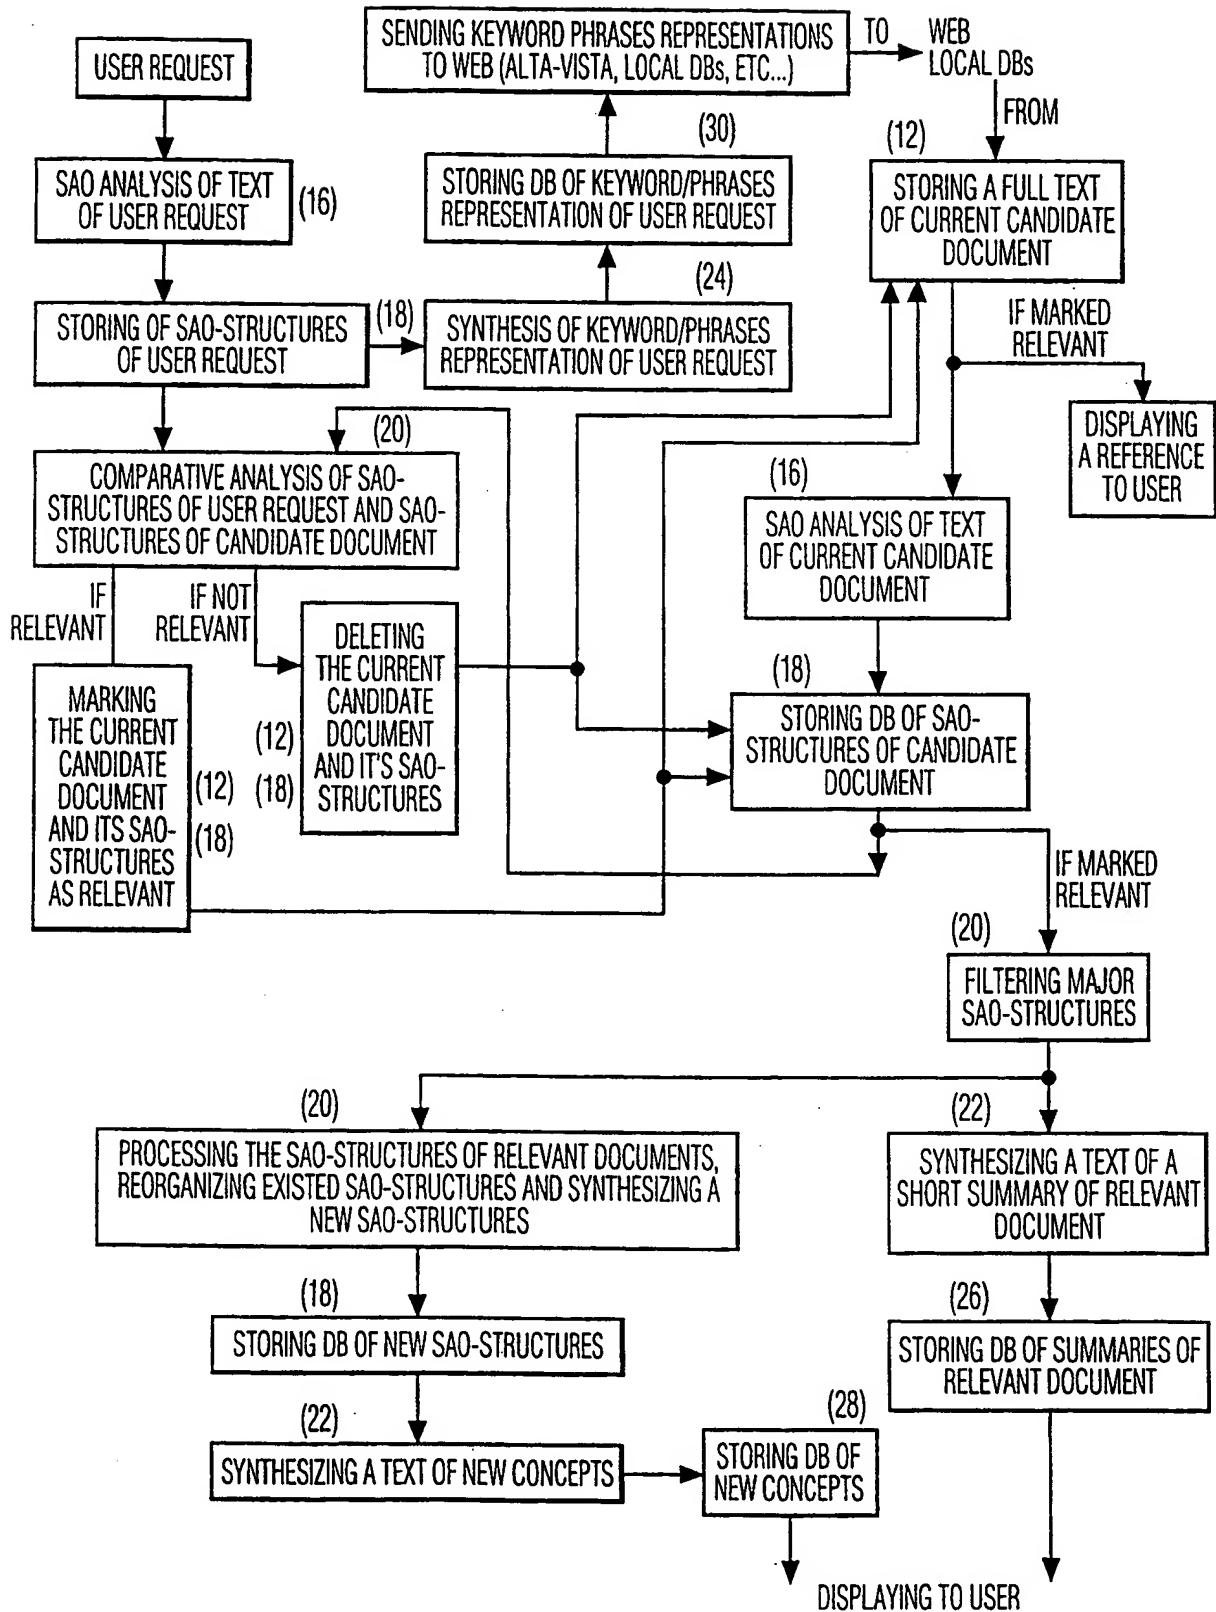 USER REQUEST
SENDING KEYWORD PHRASES REPRESENTATIONS
TO WEB (ALTA-VISTA, LOCAL DBs, ETC...)
TO
WEB
LOCAL DBs
FROM
SAO ANALYSIS OF TEXT
OF USER REQUEST
(16)
(30)
STORING DB OF KEYWORD/PHRASES
REPRESENTATION OF USER REQUEST
(12)
STORING A FULL TEXT
OF CURRENT CANDIDATE
DOCUMENT
STORING OF SAO-STRUCTURES
OF USER REQUEST
(18)
(24)
SYNTHESIS OF KEYWORD/PHRASES
REPRESENTATION OF USER REQUEST
IF MARKED
RELEVANT
DISPLAYING
A REFERENCE
TO USER
(20)
COMPARATIVE ANALYSIS OF SAO-
STRUCTURES OF USER REQUEST AND SAO-
STRUCTURES OF CANDIDATE DOCUMENT
(16)
SAO ANALYSIS OF TEXT
OF CURRENT CANDIDATE
DOCUMENT
IF
RELEVANT
IF NOT
RELEVANT
MARKING
THE CURRENT
CANDIDATE
DOCUMENT
AND ITS SAO-
STRUCTURES
AS RELEVANT
(12)
(18)
DELETING
THE CURRENT
CANDIDATE
DOCUMENT
AND IT'S SAO-
STRUCTURES
(12)
(18)
(18)
STORING DB OF SAO-
STRUCTURES OF CANDIDATE
DOCUMENT
IF MARKED
RELEVANT
(20)
FILTERING MAJOR
SAO-STRUCTURES
(20)
PROCESSING THE SAO-STRUCTURES OF RELEVANT DOCUMENTS,
REORGANIZING EXISTED SAO-STRUCTURES AND SYNTHESIZING A
NEW SAO-STRUCTURES
(22)
SYNTHESIZING A TEXT OF A
SHORT SUMMARY OF RELEVANT
DOCUMENT
(18)
STORING DB OF NEW SAO-STRUCTURES
(26)
STORING DB OF SUMMARIES OF
RELEVANT DOCUMENT
(22)
SYNTHESIZING A TEXT OF NEW CONCEPTS
(28)
STORING DB OF
NEW CONCEPTS
DISPLAYING TO USER